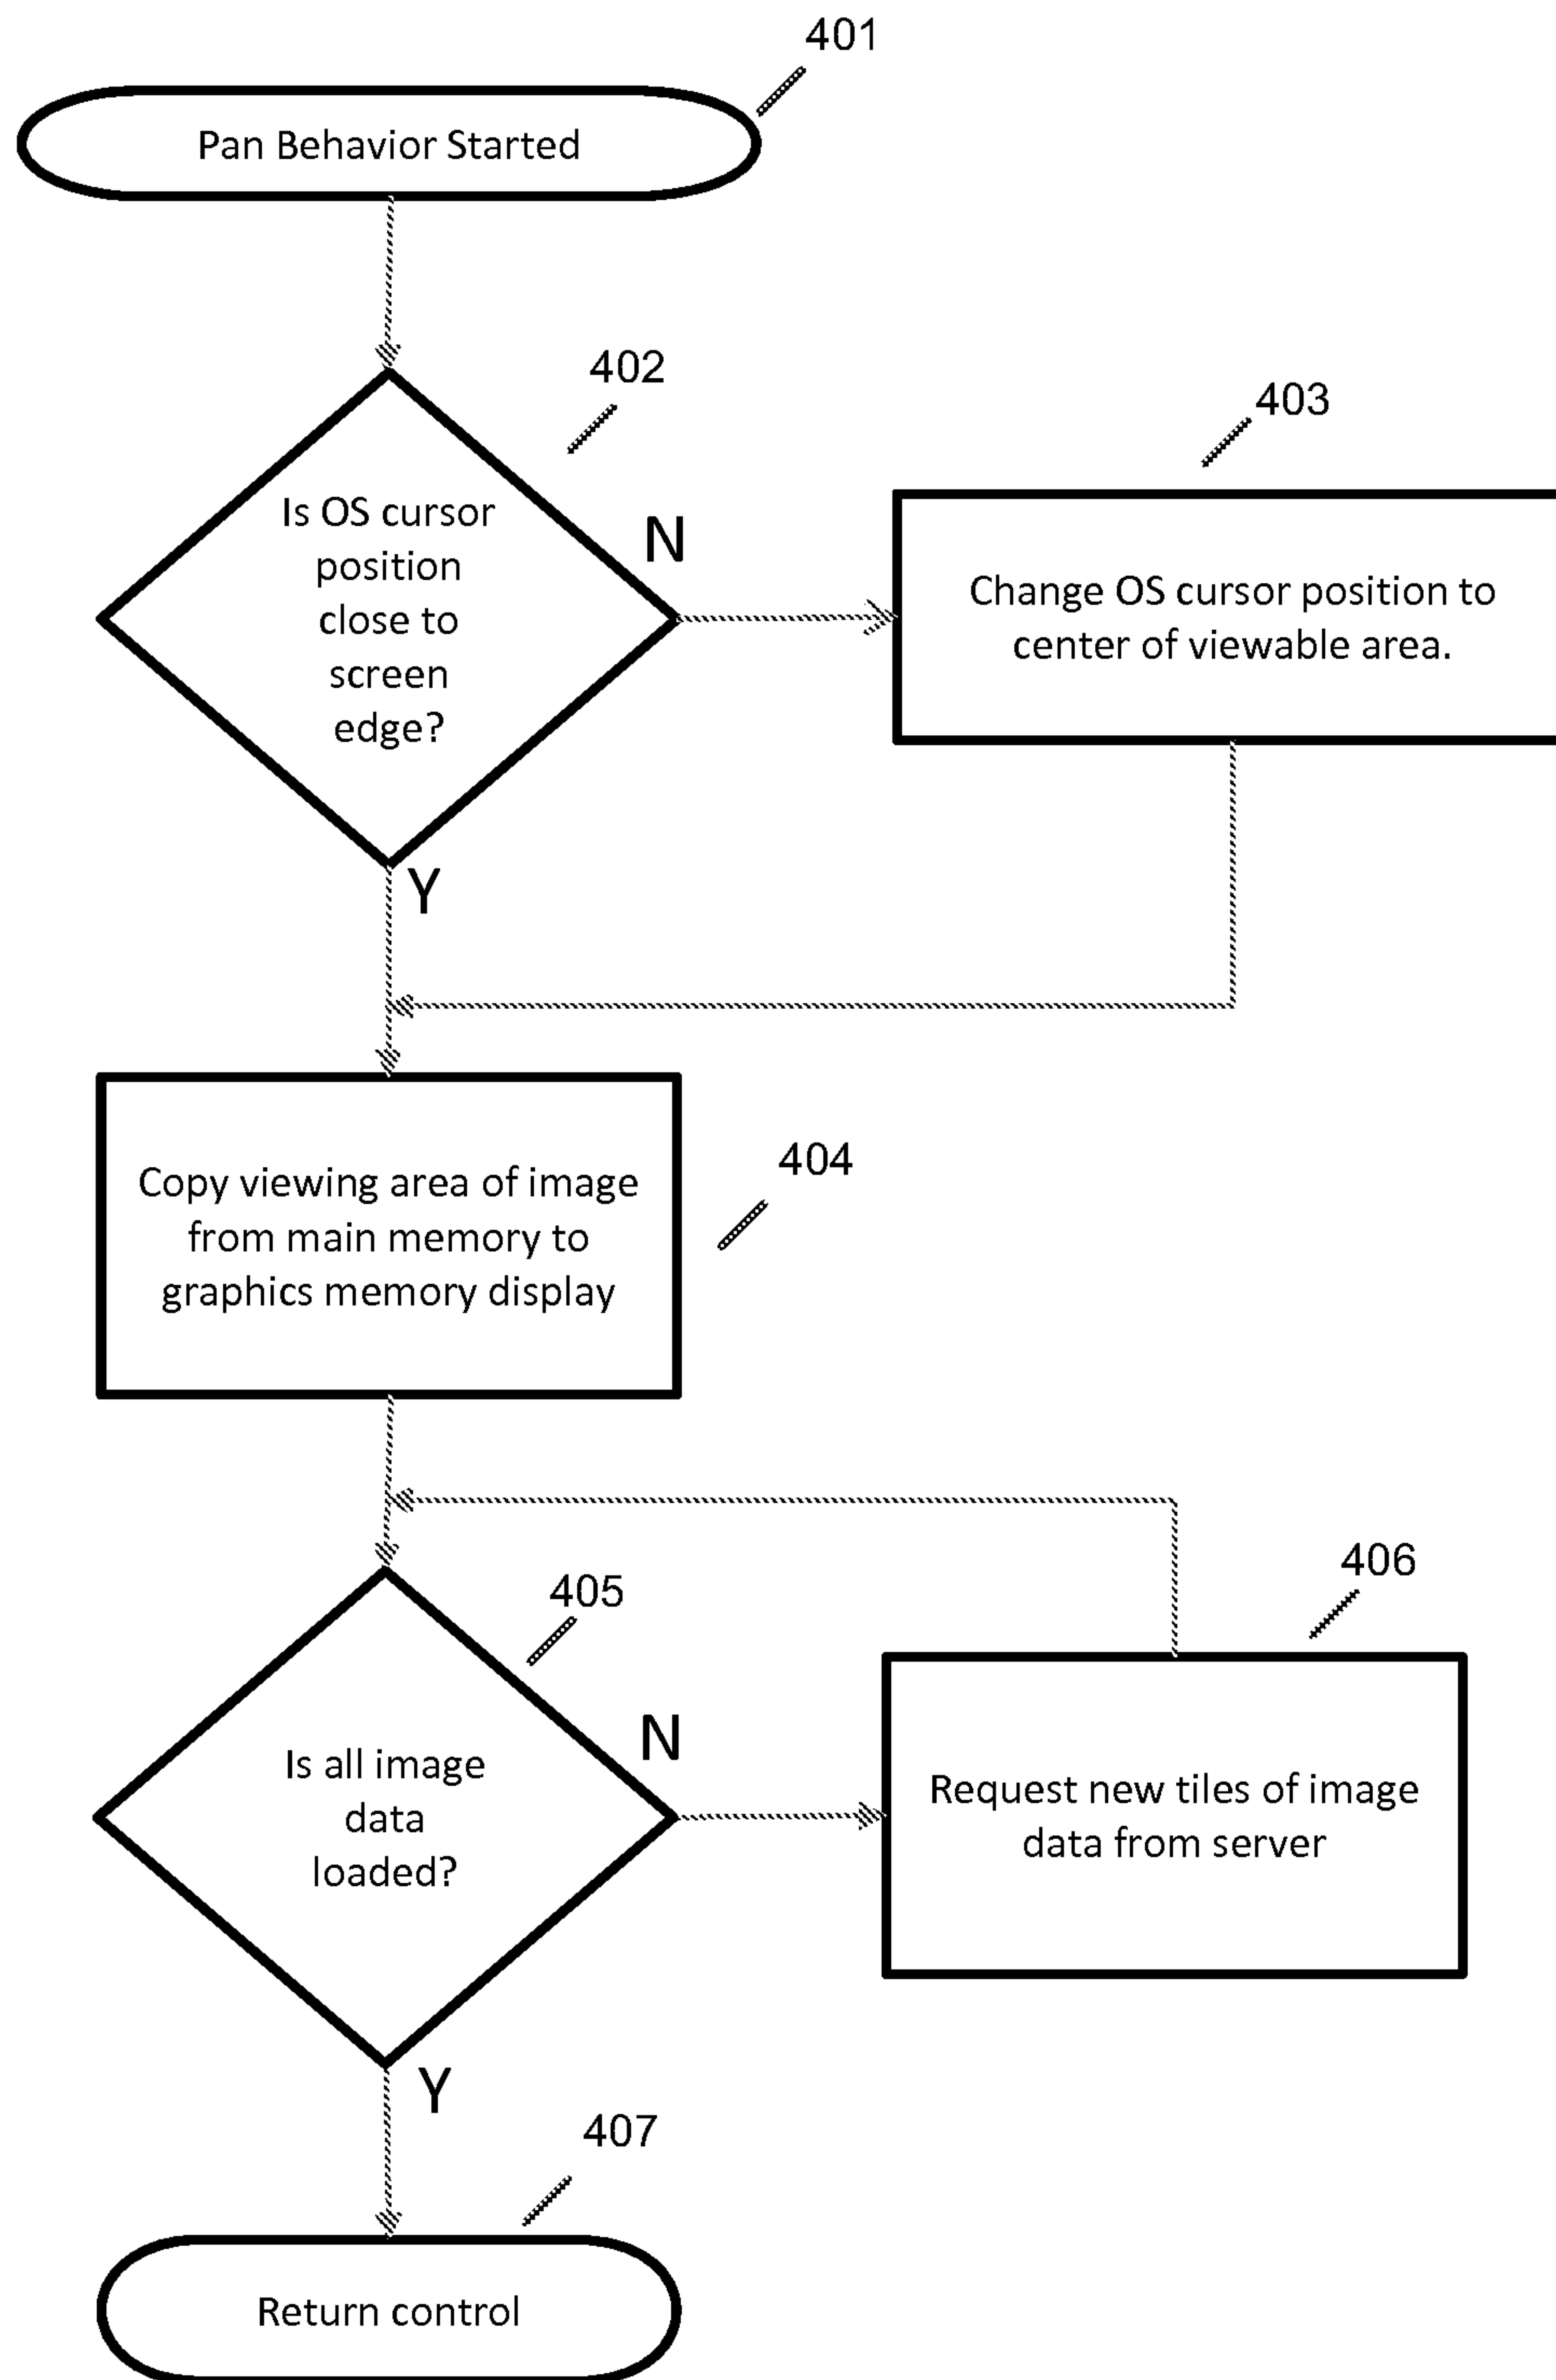 401
Pan Behavior Started
402
403
Is OS cursor
position
close to
screen
edge?
N
Change OS cursor position to
center of viewable area.
Y
404
Copy viewing area of image
from main memory to
graphics memory display
405
406
N
Is all image
data
loaded?
Request new tiles of image
data from server
Y
407
Return control